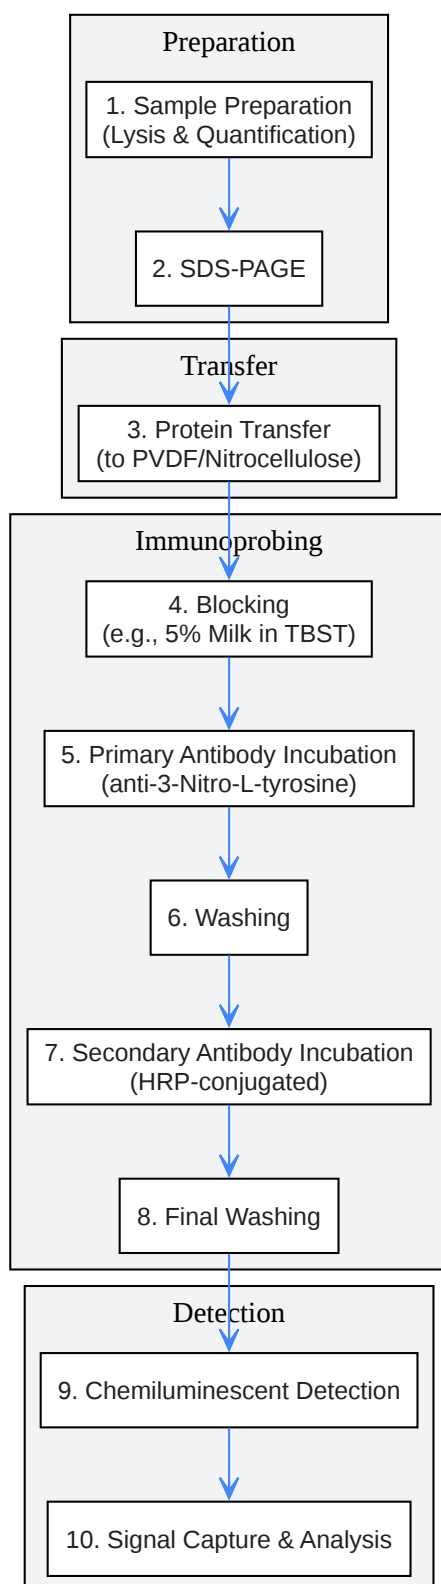 Preparation
1. Sample Preparation
(Lysis & Quantification)
2. SDS-PAGE
Transfer
3. Protein Transfer
(to PVDF/Nitrocellulose)
Immunoprobing
4. Blocking
(e.g., 5% Milk in TBST)
5. Primary Antibody Incubation
(anti-3-Nitro-L-tyrosine)
6. Washing
7. Secondary Antibody Incubation
(HRP-conjugated)
8. Final Washing
Detection
9. Chemiluminescent Detection
10. Signal Capture & Analysis